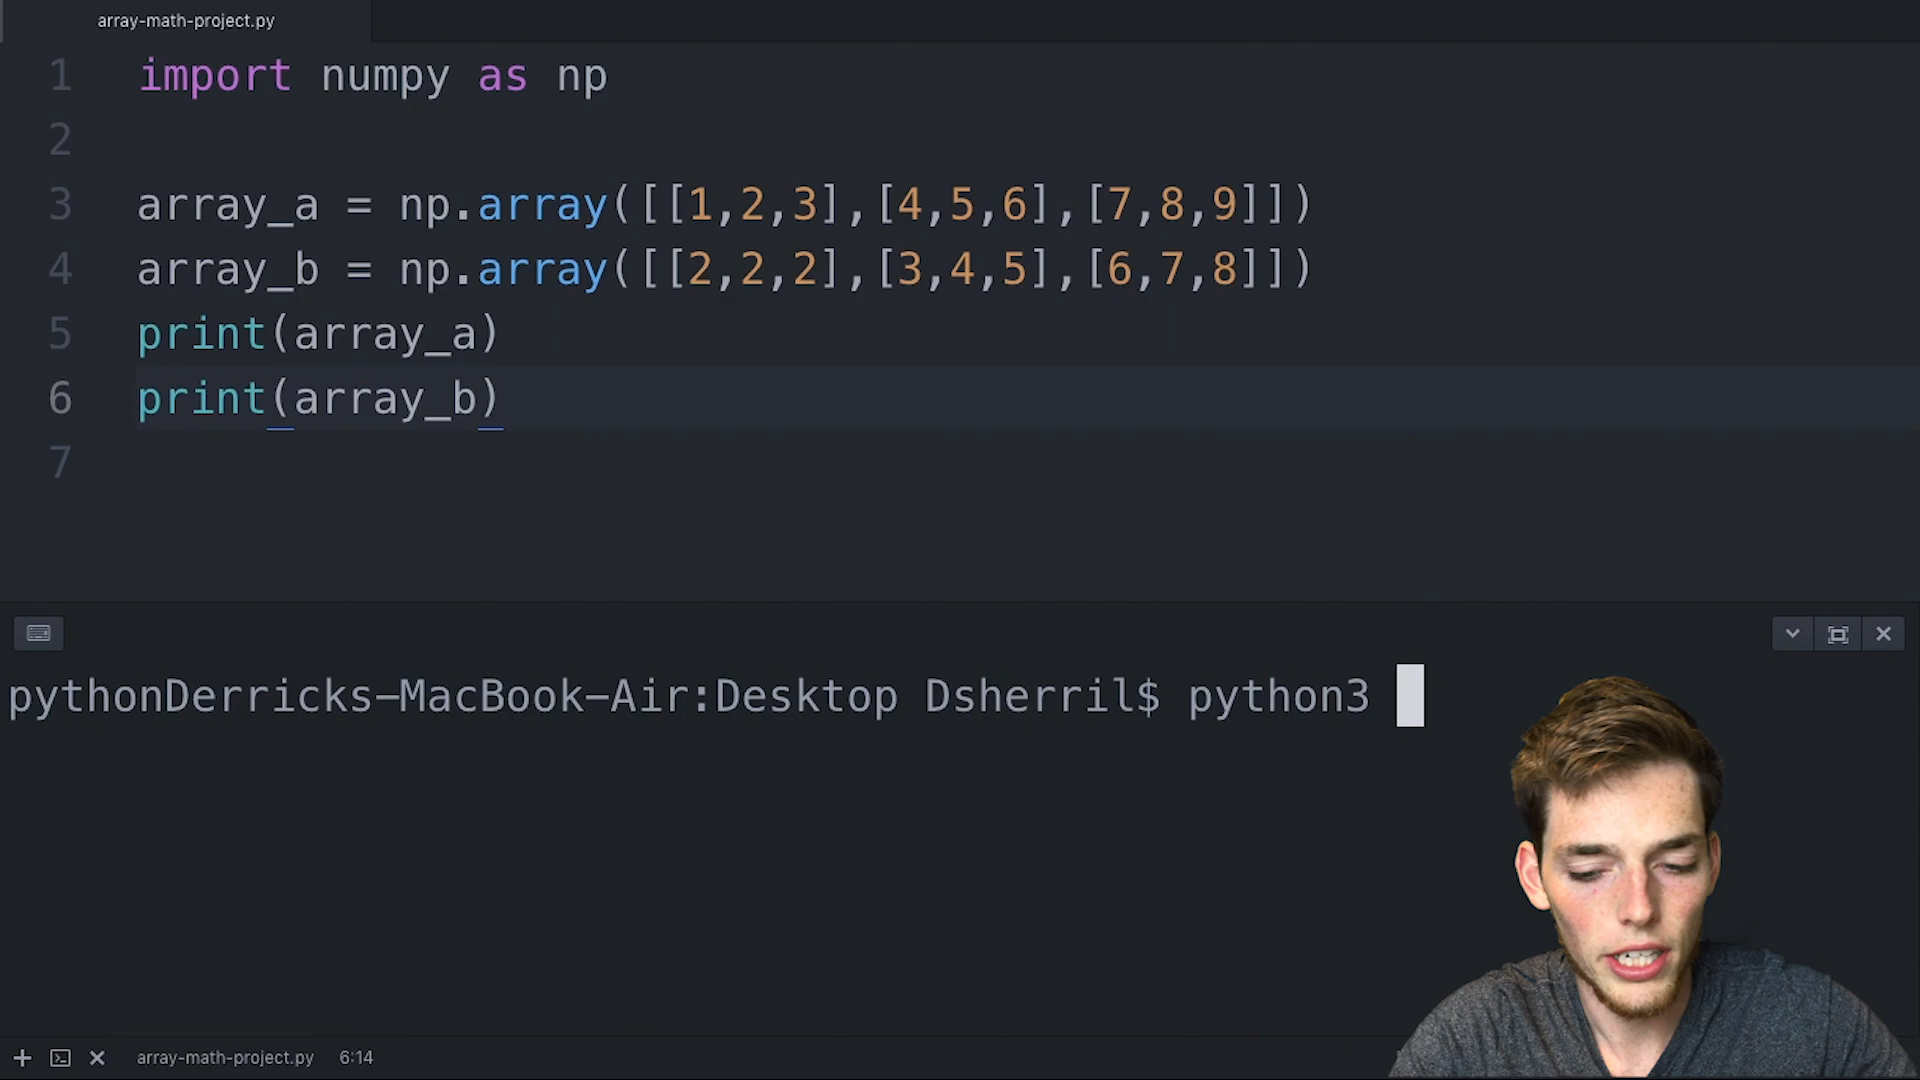 array-math-project.py
1 import numpy as np
2
3 array_a = np.array([[1,2,3],[4,5,6],[7,8,9]])
4 array_b = np.array([[2,2,2],[3,4,5],[6,7,8]])
5 print(array_a)
6 print(array_b)
7
pythonDerricks-MacBook-Air:Desktop Dsherril$ python3
array-math-project.py 6:14